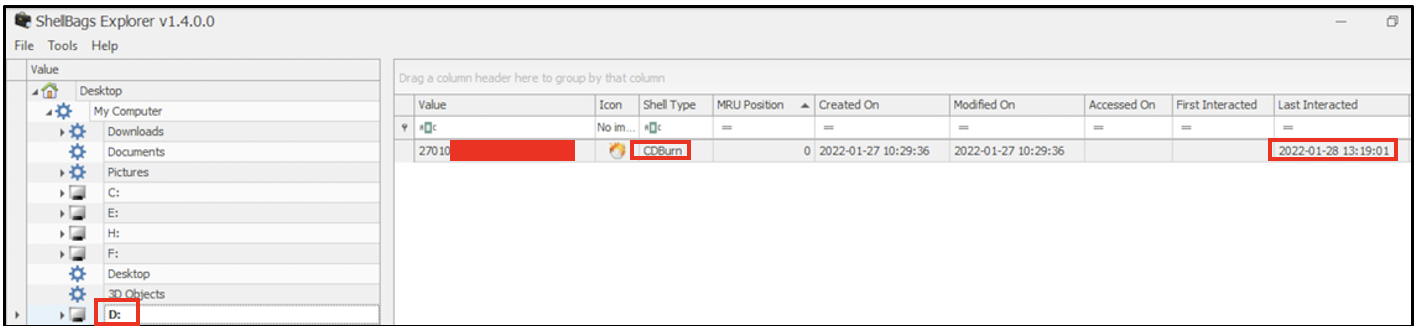 ShellBags Explorer v1.4.0.0
File Tools Help
Value
Desktop
My Computer
Downloads
Documents
Pictures
C:
E:
H:
F:
Desktop
3D Objects
D:
Drag a column header here to group by that column
Value Icon Shell Type MRU Position Created On Modified On Accessed On First Interacted Last Interacted
No im... = = = = = =
27010 CDBurn 0 2022-01-27 10:29:36 2022-01-27 10:29:36 2022-01-28 13:19:01